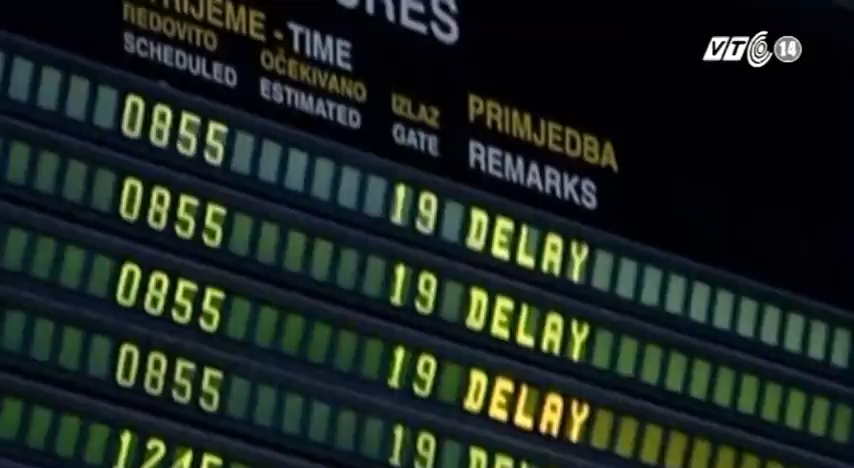 VTC 14
VRIJEME - TIME
REDOVITO OČEKIVANO IZLAZ PRIMJEDBA
SCHEDULED ESTIMATED GATE REMARKS
0855 19 DELAY
0855 19 DELAY
0855 19 DELAY
0855 19